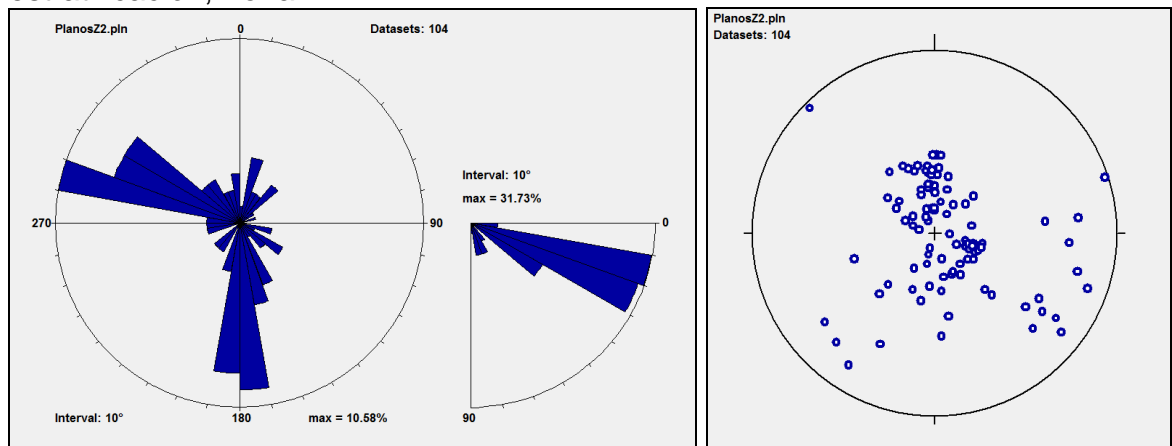 PlanosZ2.pln
0
Datasets: 104
270
90
Interval: 10°
max = 31.73%
0
90
Interval: 10°
180
max = 10.58%
PlanosZ2.pln
Datasets: 104